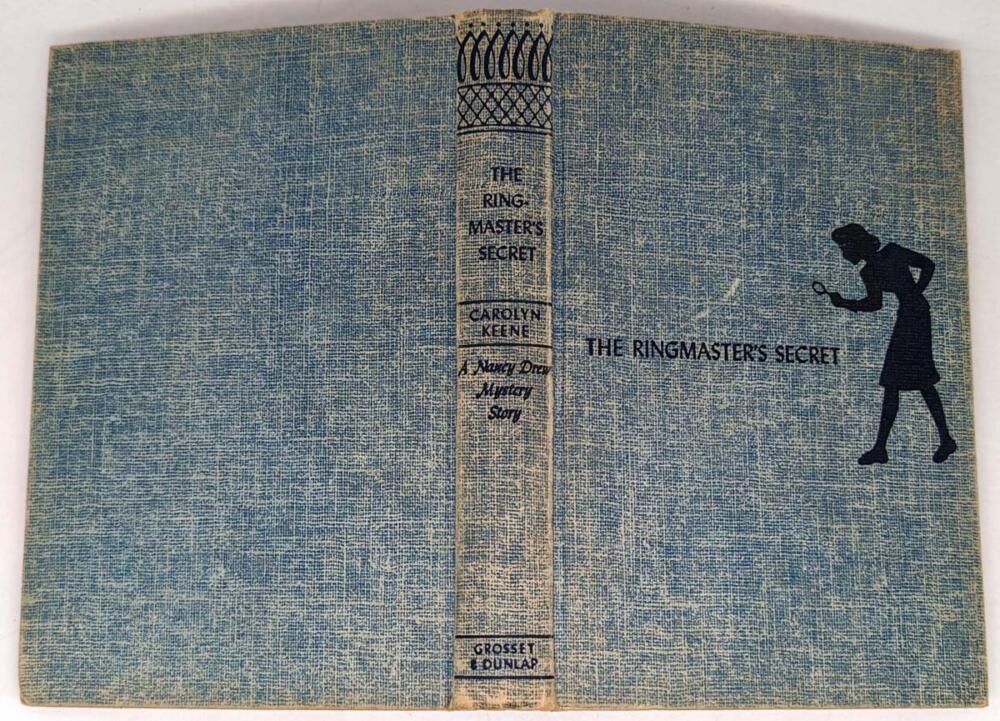 THE
RING-
MASTER'S
SECRET
CAROLYN
KEENE
A Nancy Drew
Mystery
Story
GROSSET
& DUNLAP
THE RINGMASTER'S SECRET